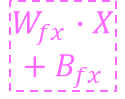 W_{fx} · X
+ B_{fx}